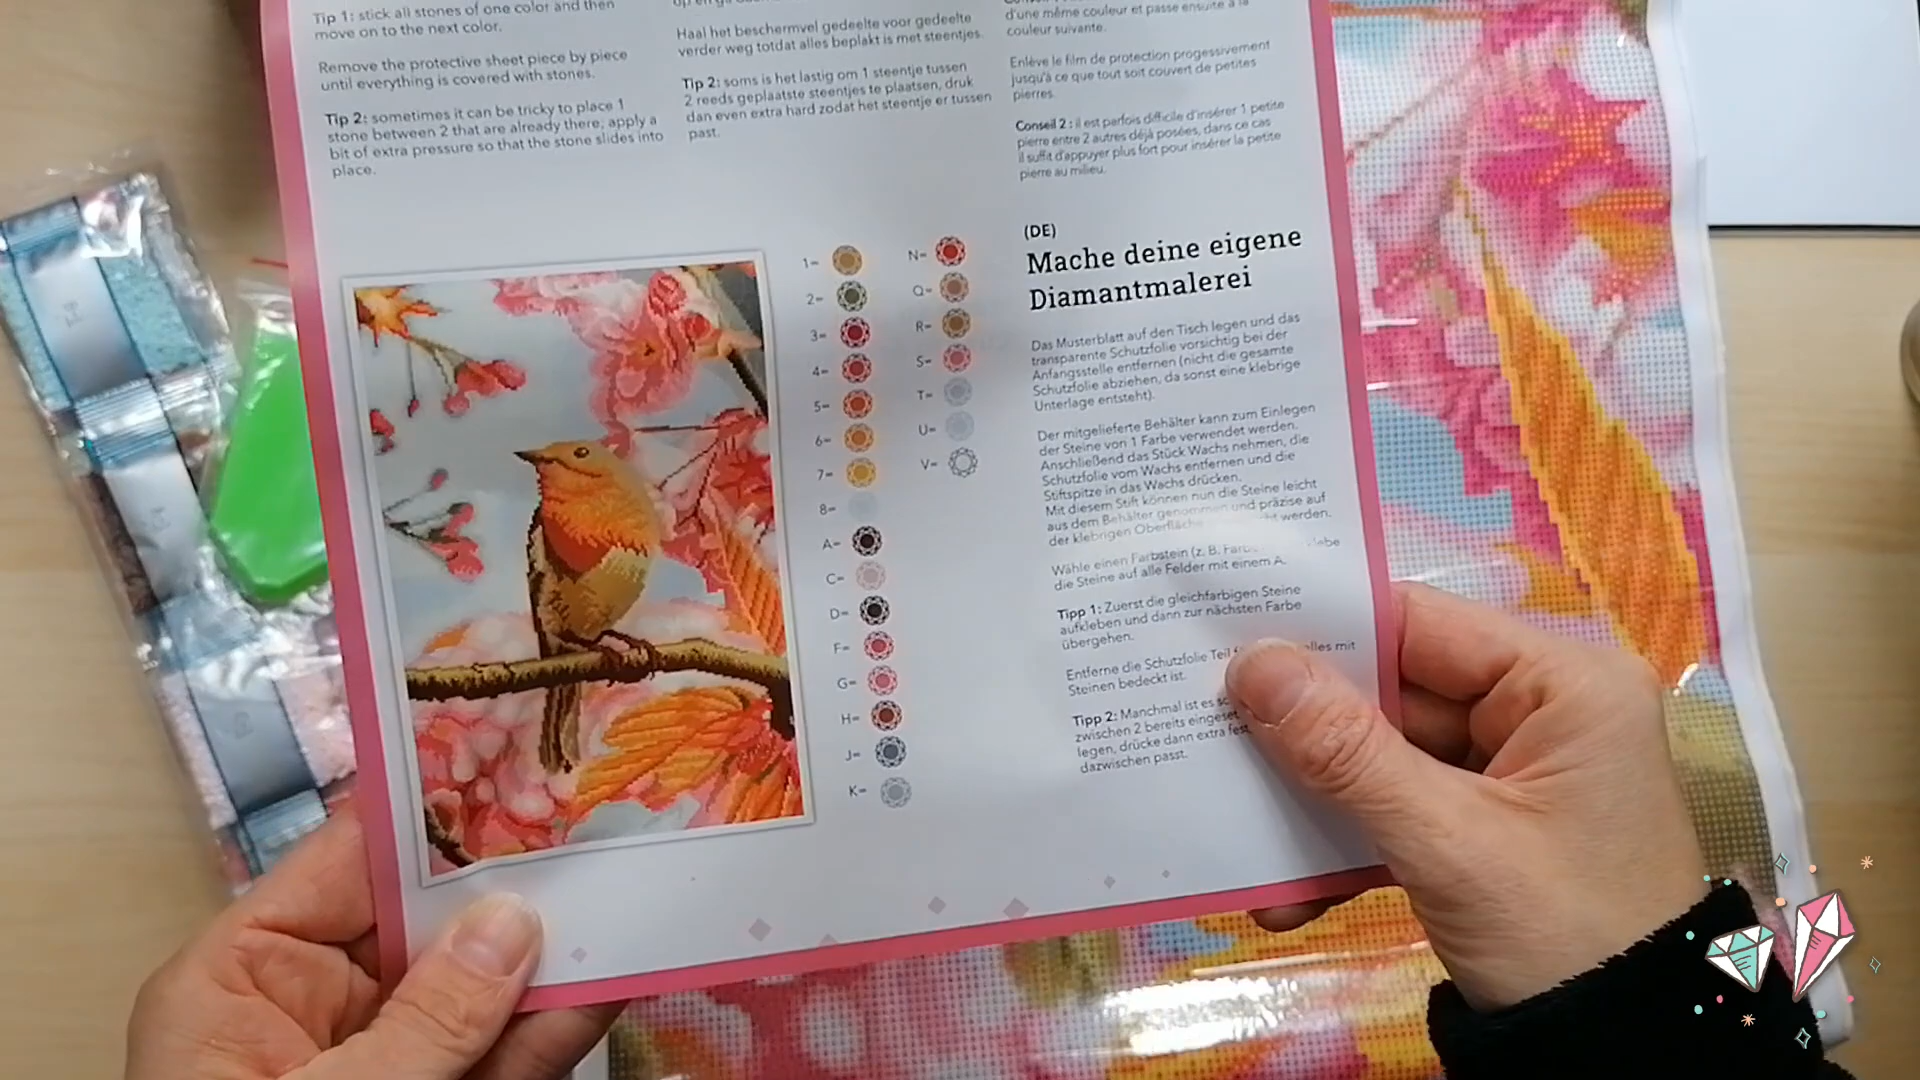 Tip 1: stick all stones of one color and then
move on to the next color.
Remove the protective sheet piece by piece
until everything is covered with stones.
Tip 2: sometimes it can be tricky to place 1
stone between 2 that are already there; apply a
bit of extra pressure so that the stone slides into
place.
Haal het beschermvel gedeelte voor gedeelte
verder weg totdat alles beplakt is met steentjes.
Tip 2: soms is het lastig om 1 steentje tussen
2 reeds geplaatste steentjes te plaatsen, druk
dan even extra hard zodat het steentje er tussen
past.
d'une même couleur et passe ensuite à la
couleur suivante.
Enlève le film de protection progessivement
jusqu'à ce que tout soit couvert de petites
pierres.
Conseil 2 : il est parfois difficile d'insérer 1 petite
pierre entre 2 autres déjà posées, dans ce cas
il suffit d'appuyer plus fort pour insérer la petite
pierre au milieu.
1=
2=
3=
4=
5=
6=
7=
8=
A=
C=
D=
F=
G=
H=
J=
K=
N=
Q=
R=
S=
T=
U=
V=
(DE)
Mache deine eigene
Diamantmalerei
Das Musterblatt auf den Tisch legen und das
transparente Schutzfolie vorsichtig bei der
Anfangsstelle entfernen (nicht die gesamte
Schutzfolie abziehen, da sonst eine klebrige
Unterlage entsteht).
Der mitgelieferte Behälter kann zum Einlegen
der Steine von 1 Farbe verwendet werden.
Anschließend das Stück Wachs nehmen, die
Schutzfolie vom Wachs entfernen und die
Stiftspitze in das Wachs drücken.
Mit diesem Stift können nun die Steine leicht
aus dem Behälter genommen und präzise auf
der klebrigen Oberfläche werden.
Wähle einen Farbstein (z. B.
die Steine auf alle Felder mit einem A.
Tipp 1: Zuerst die gleichfarbigen Steine
aufkleben und dann zur nächsten Farbe
übergehen.
Entferne die Schutzfolie Teil mit
Steinen bedeckt ist.
Tipp 2: Manchmal ist es
zwischen 2 bereits
legen, drücke dann extra
dazwischen passt.